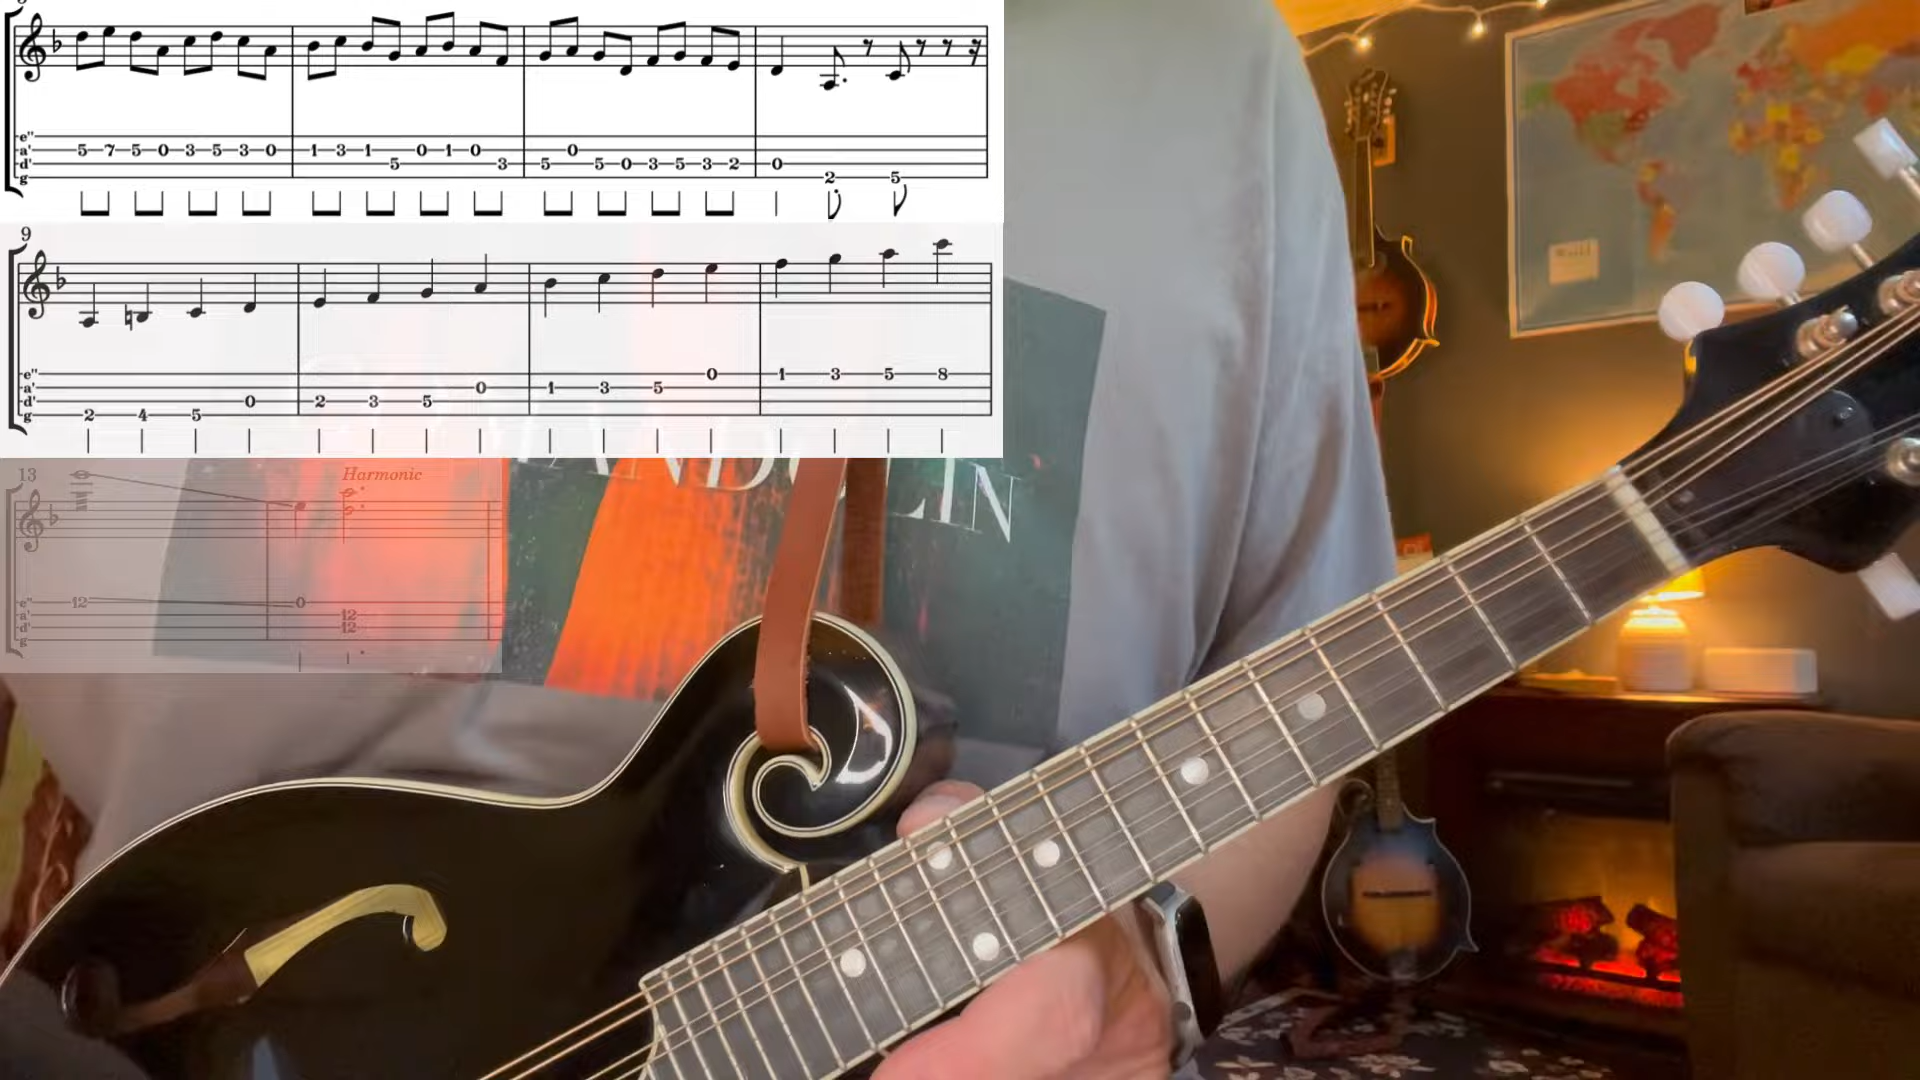 e"
a' 5 7 5 0 3 5 3 0 1 3 1 0 1 0 0
d' 5 3 5 5 0 3 5 3 2 0
g 2 5
9
e" 0 1 3 5 8
a' 0 1 3 5
d' 0 2 3 5
g 2 4 5
13
Harmonic
e" 12 0
a' 12
d' 12
g
MANDOLIN